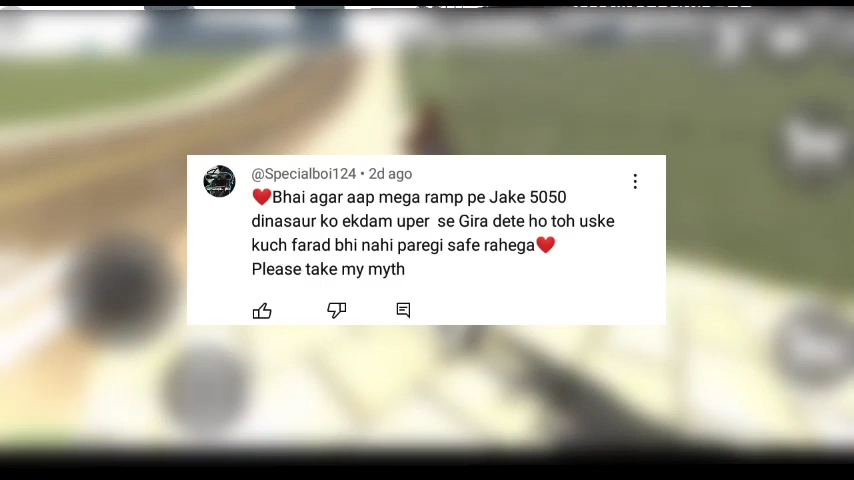 @Specialboi124 • 2d ago
❤️Bhai agar aap mega ramp pe Jake 5050
dinasaur ko ekdam uper se Gira dete ho toh uske
kuch farad bhi nahi paregi safe rahega❤️
Please take my myth